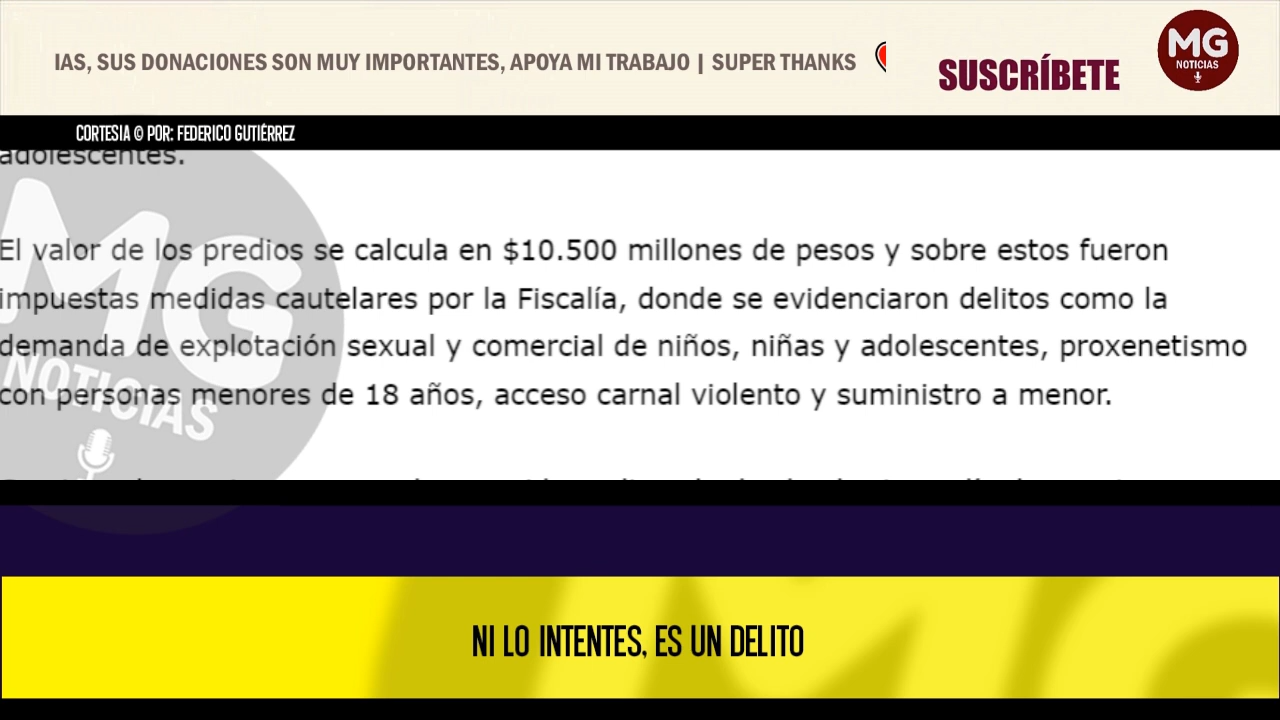 IAS, SUS DONACIONES SON MUY IMPORTANTES, APOYA MI TRABAJO | SUPER THANKS
SUSCRÍBETE
MG
NOTICIAS
CORTESIA © POR: FEDERICO GUTIÉRREZ
adolescentes.
El valor de los predios se calcula en $10.500 millones de pesos y sobre estos fueron
impuestas medidas cautelares por la Fiscalía, donde se evidenciaron delitos como la
demanda de explotación sexual y comercial de niños, niñas y adolescentes, proxenetismo
con personas menores de 18 años, acceso carnal violento y suministro a menor.
MG
NOTICIAS
NI LO INTENTES, ES UN DELITO
MG